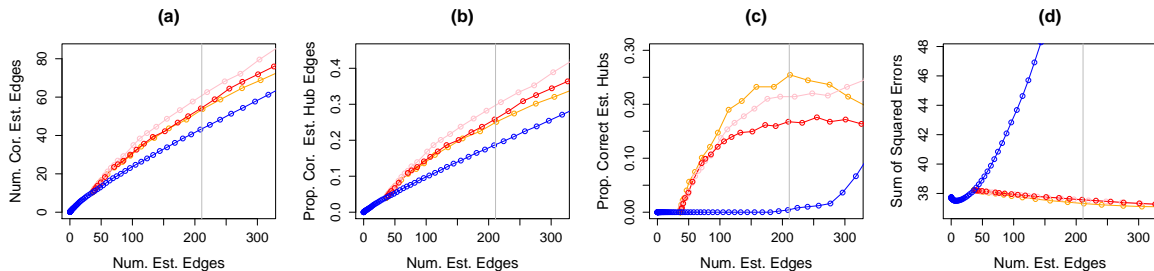 (a)
Num. Cor. Est. Edges
0 20 40 60 80
0 50 100 150 200 300
Num. Est. Edges
(b)
Prop. Cor. Est. Hub Edges
0.0 0.1 0.2 0.3 0.4
0 50 100 200 300
Num. Est. Edges
(c)
Prop. Correct Est. Hubs
0.00 0.10 0.20 0.30
0 50 100 200 300
Num. Est. Edges
(d)
Sum of Squared Errors
38 40 42 44 46 48
0 50 100 200 300
Num. Est. Edges